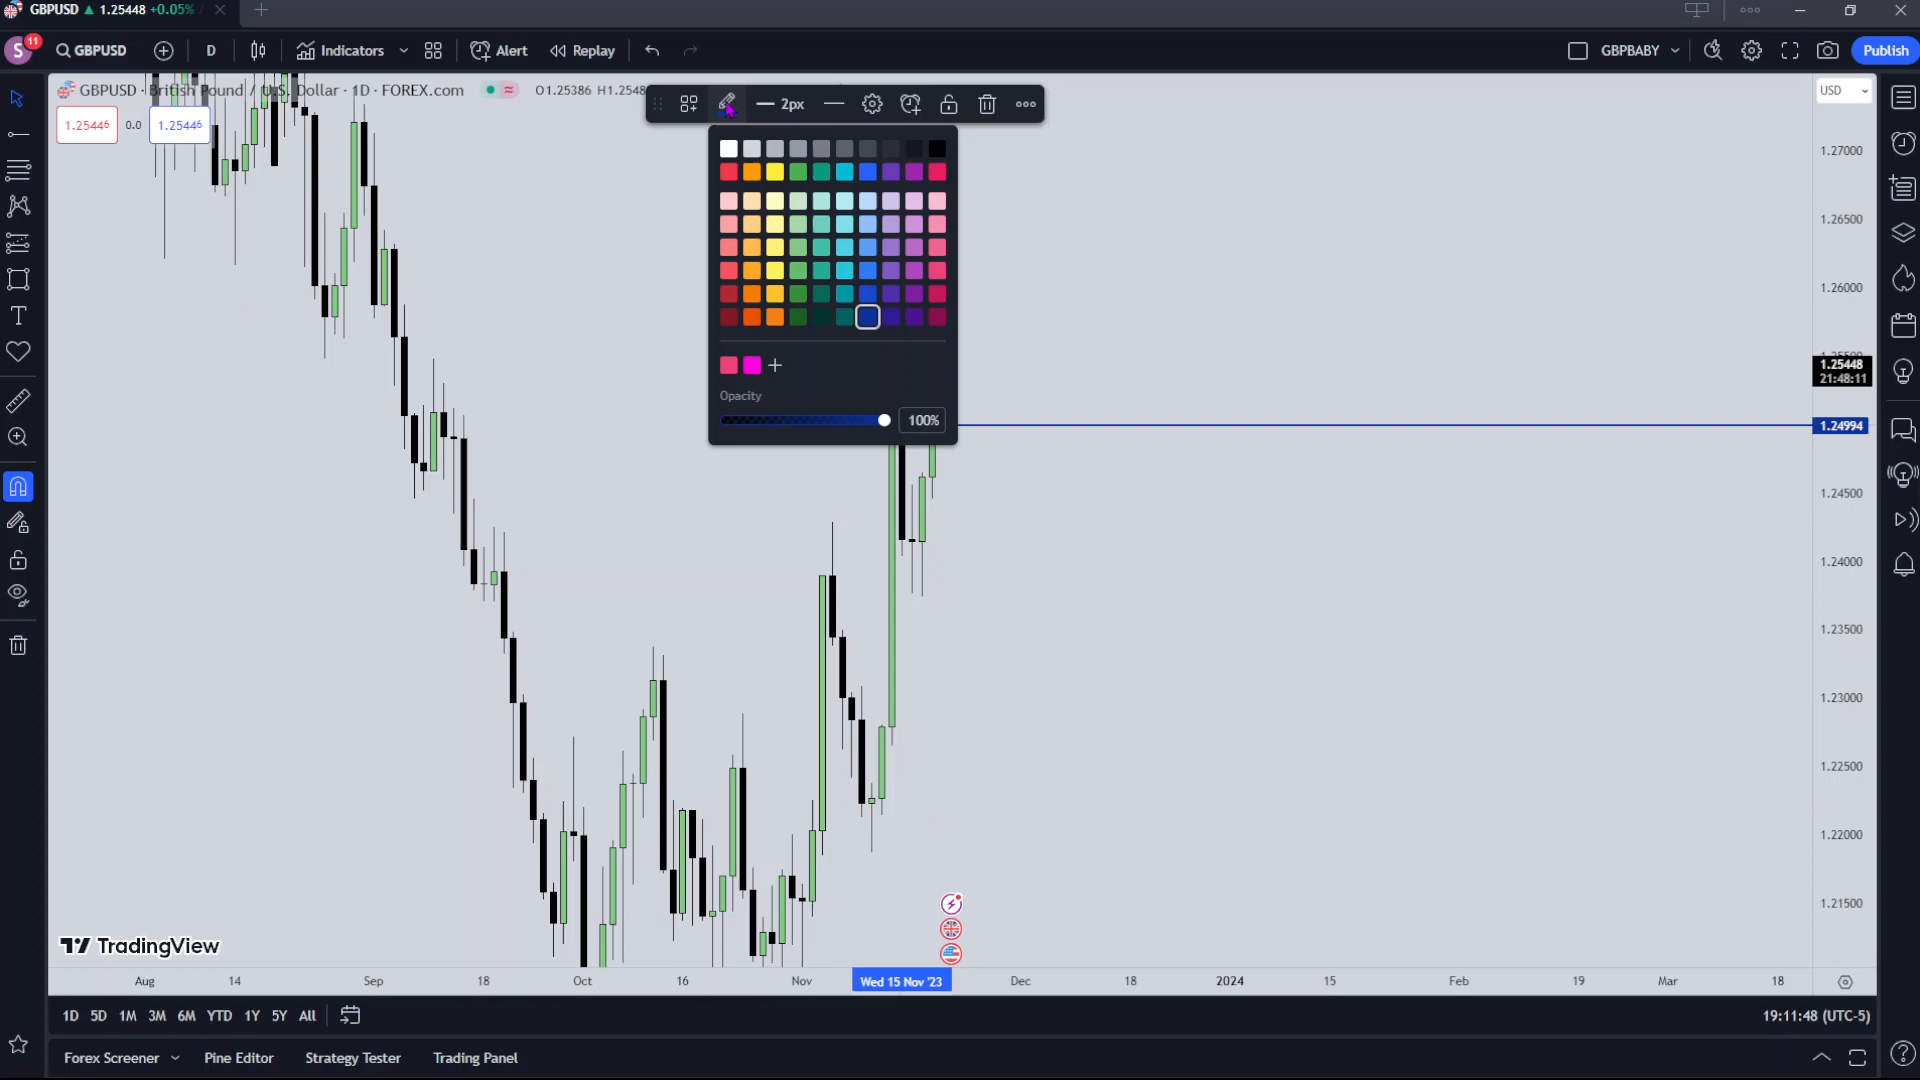 GBPUSD ▲ 1.25448 +0.05% /
S 11 GBPUSD D Indicators Alert Replay GBPBABY Publish
GBPUSD · British Pound / U.S. Dollar · 1D · FOREX.com O1.25386 H1.2548
2px
USD
1.25446 0.0 1.25446
1.27000
1.26500
1.26000
1.25448
21:48:11
Opacity
100%
1.24994
1.24500
1.24000
1.23500
1.23000
1.22500
1.22000
1.21500
TradingView
Aug 14 Sep 18 Oct 16 Nov Wed 15 Nov '23 Dec 18 2024 15 Feb 19 Mar 18
1D 5D 1M 3M 6M YTD 1Y 5Y All 19:11:48 (UTC-5)
Forex Screener Pine Editor Strategy Tester Trading Panel